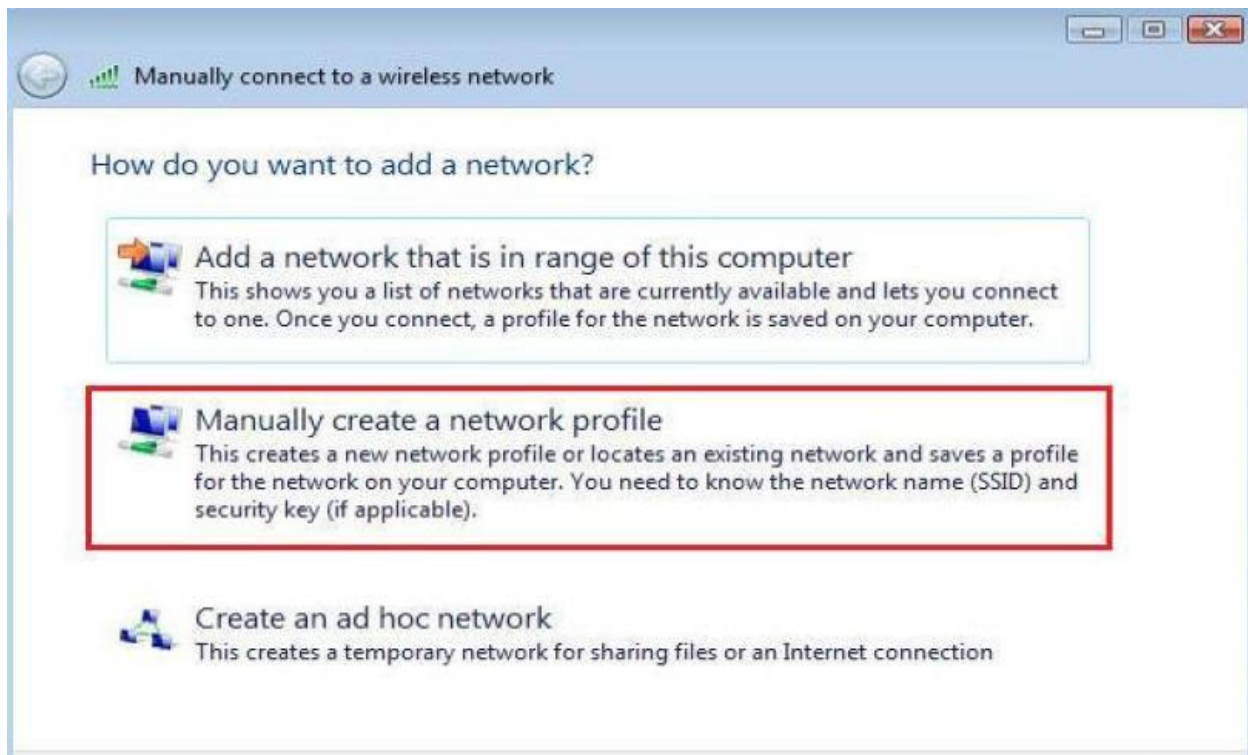 Manually connect to a wireless network
How do you want to add a network?
Add a network that is in range of this computer
This shows you a list of networks that are currently available and lets you connect
to one. Once you connect, a profile for the network is saved on your computer.
Manually create a network profile
This creates a new network profile or locates an existing network and saves a profile
for the network on your computer. You need to know the network name (SSID) and
security key (if applicable).
Create an ad hoc network
This creates a temporary network for sharing files or an Internet connection